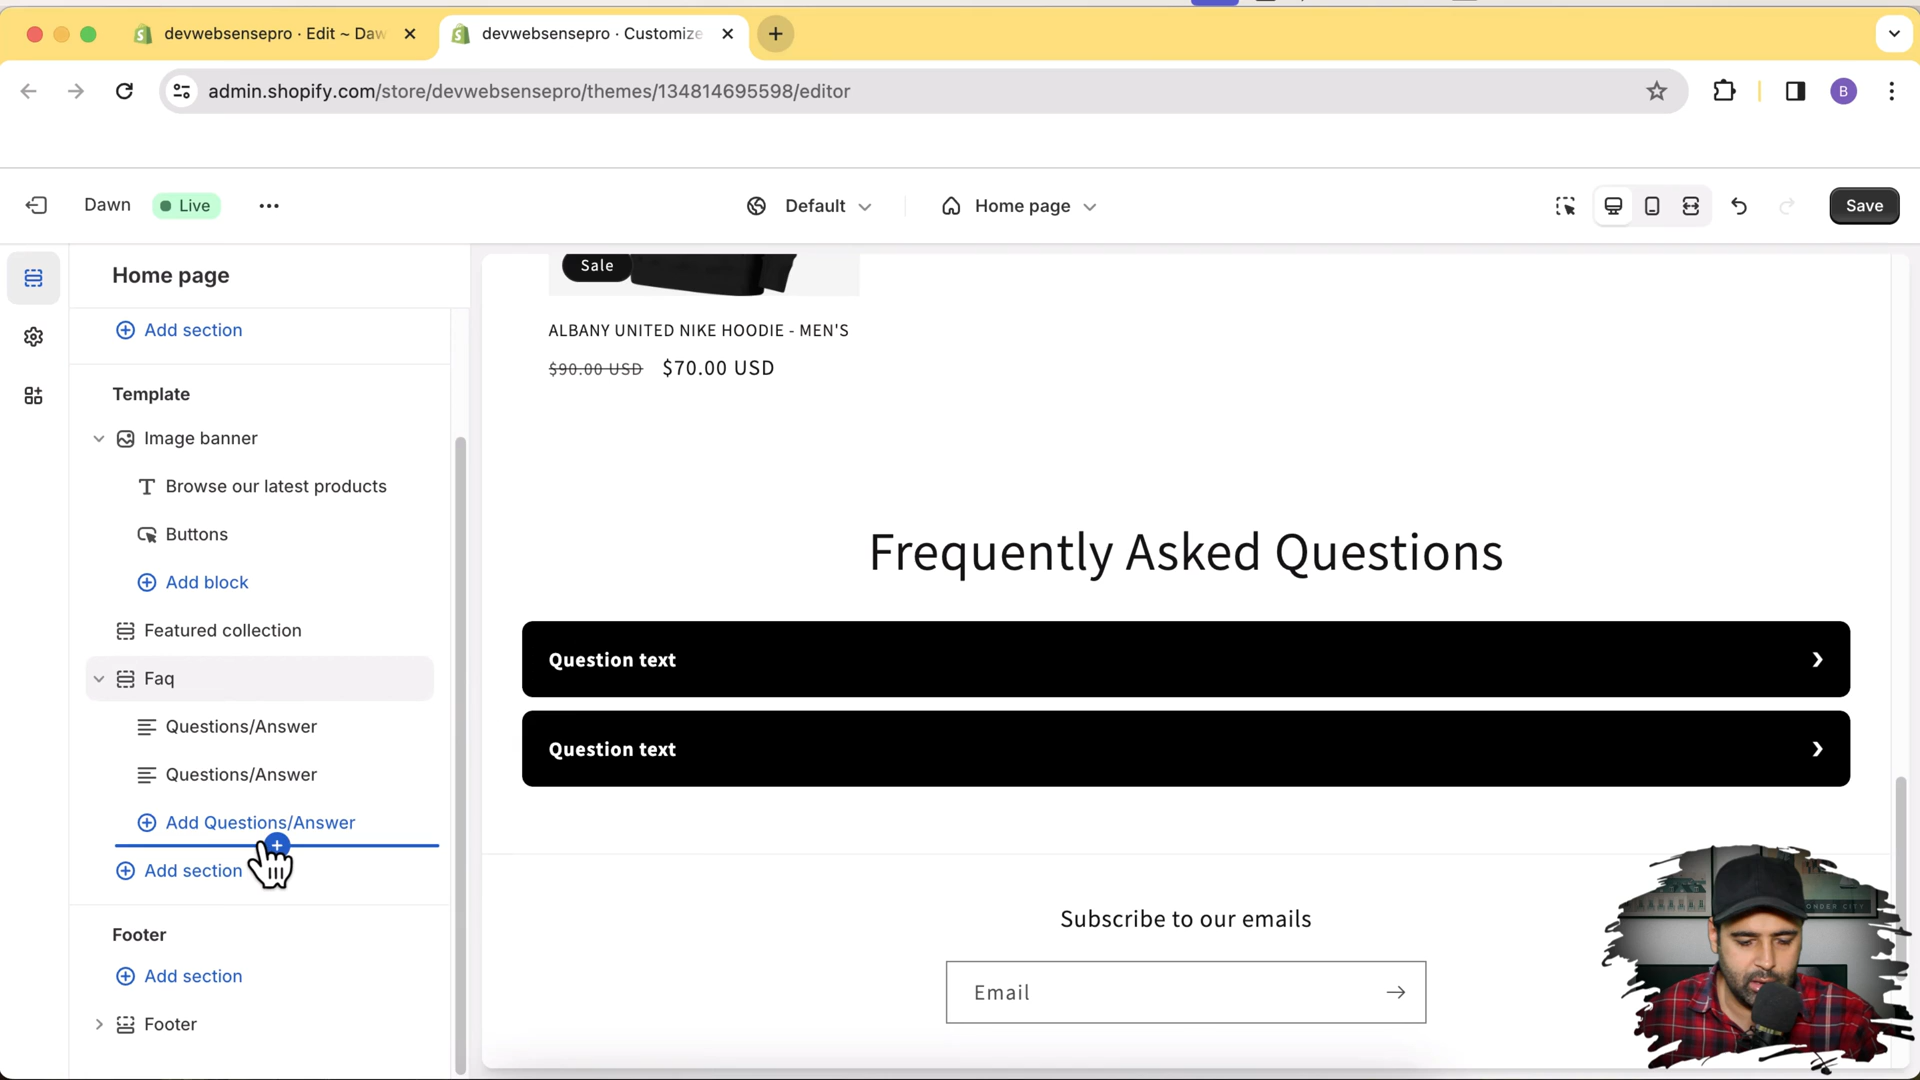 devwebsensepro · Edit ~ Daw
devwebsensepro · Customize
admin.shopify.com/store/devwebsensepro/themes/134814695598/editor
B
Dawn
Live
Default
Home page
Save
Home page
Add section
Template
Image banner
Browse our latest products
Buttons
Add block
Featured collection
Faq
Questions/Answer
Questions/Answer
Add Questions/Answer
Add section
Footer
Add section
Footer
Sale
ALBANY UNITED NIKE HOODIE - MEN'S
$90.00 USD $70.00 USD
Frequently Asked Questions
Question text
Question text
Subscribe to our emails
Email